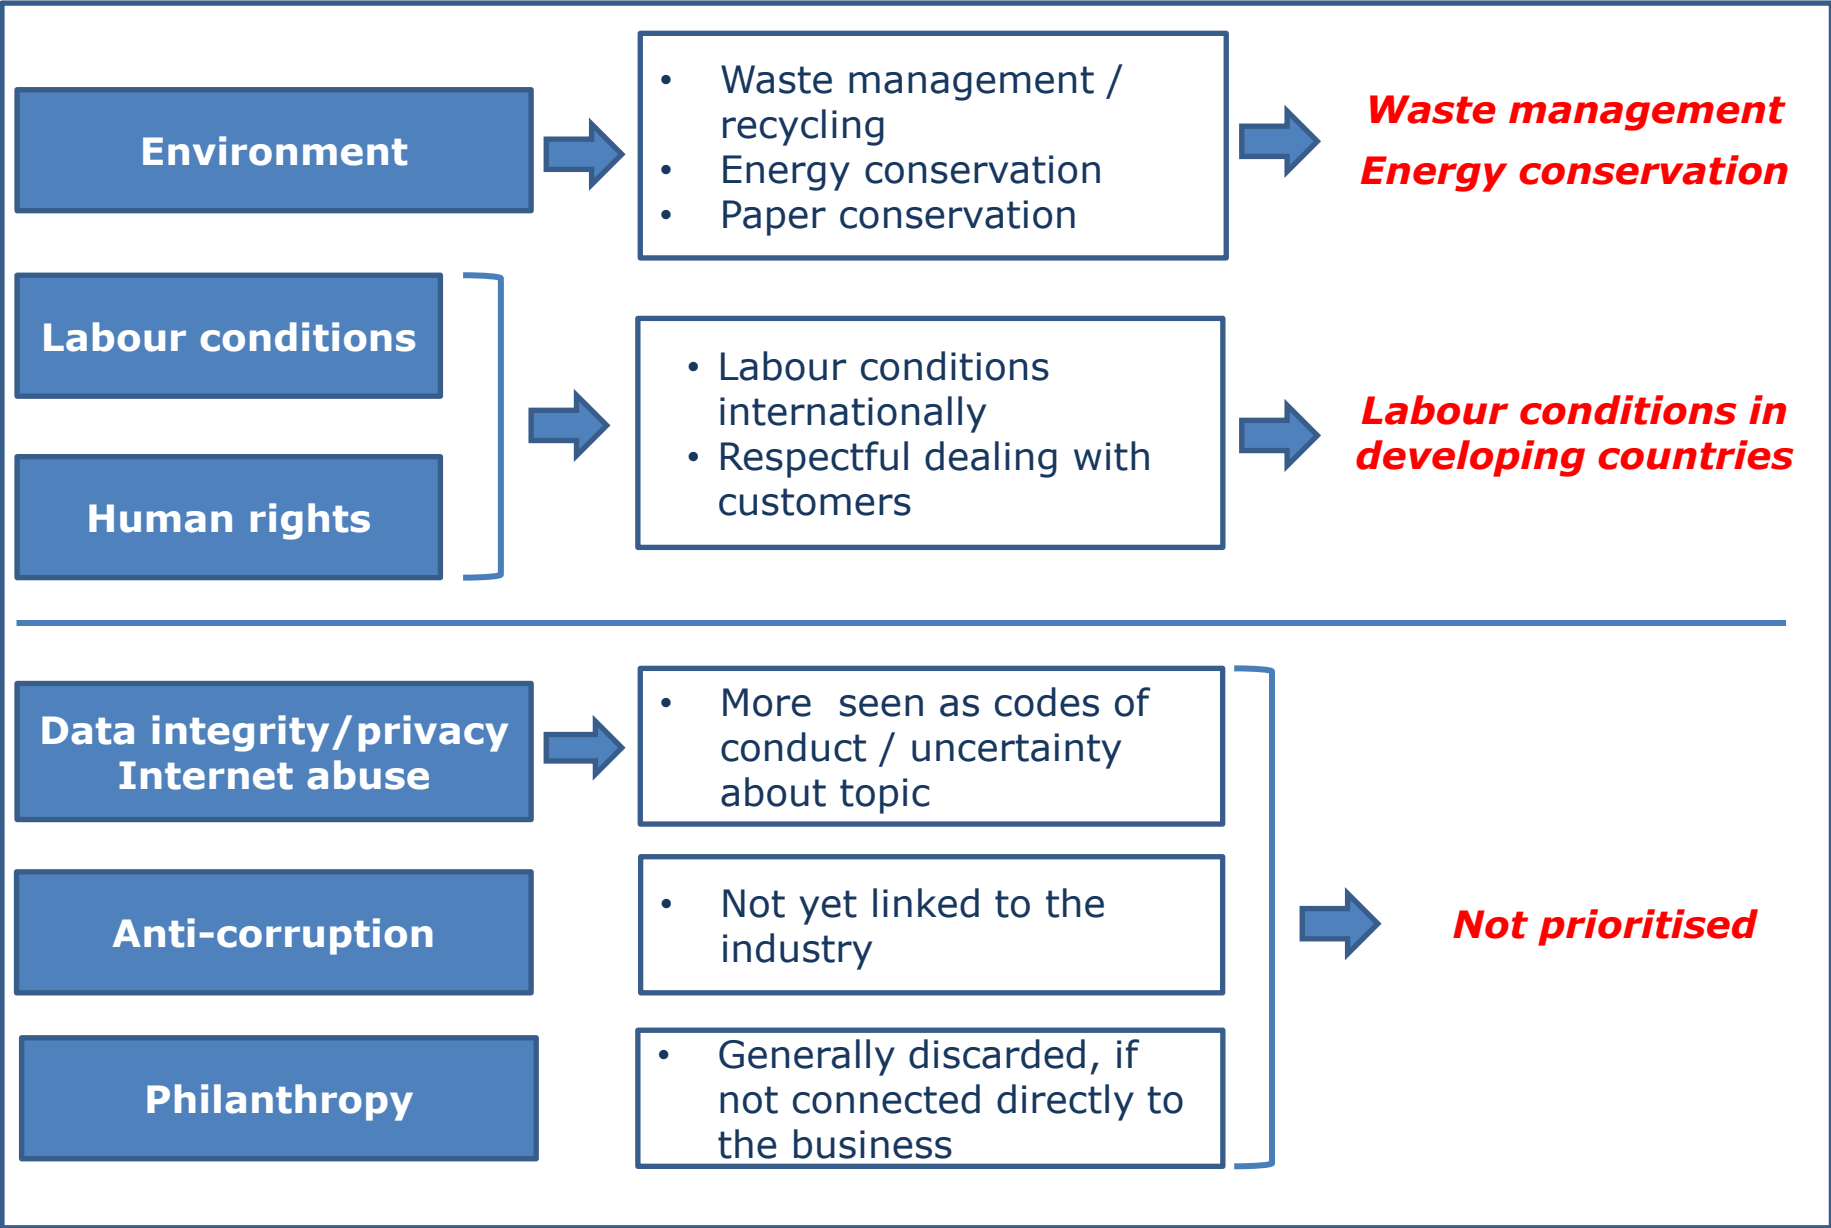 Environment
• Waste management /
recycling
• Energy conservation
• Paper conservation
Waste management
Energy conservation
Labour conditions
Human rights
• Labour conditions
internationally
• Respectful dealing with
customers
Labour conditions in
developing countries
Data integrity/privacy
Internet abuse
• More  seen as codes of
conduct / uncertainty
about topic
Anti-corruption
• Not yet linked to the
industry
Not prioritised
Philanthropy
• Generally discarded, if
not connected directly to
the business